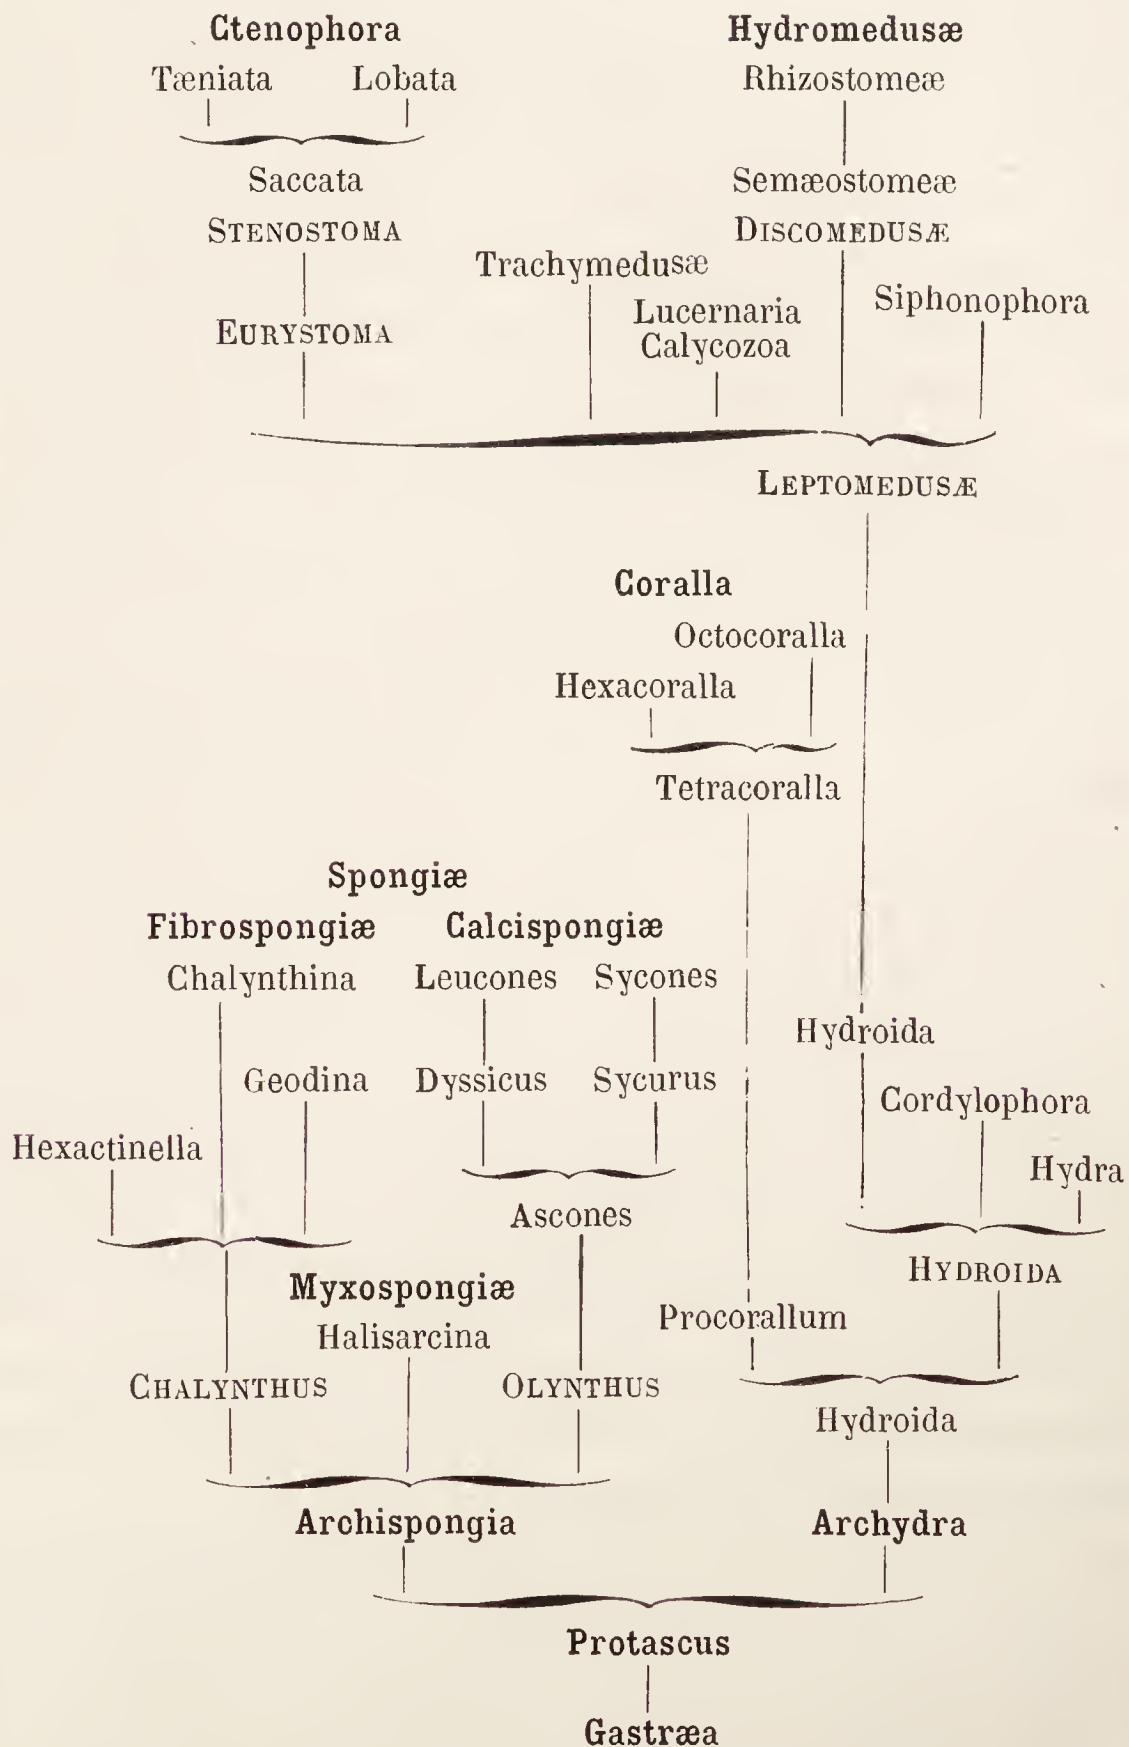 Ctenophora Hydromedusæ
Tæniata Lobata Rhizostomeæ
Saccata Semæostomeæ
STENOSTOMA DISCOMEDUSÆ
Trachymedusæ
Siphonophora
Lucernaria
EURYSTOMA
Calycozoa
LEPTOMEDUSÆ
Coralla
Octocoralla
Hexacoralla
Tetracoralla
Spongiæ
Fibrospongiæ Calcispongiæ
Chalynthina Leucones Sycones
Hydroida
Geodina Dyssicus Sycurus
Cordylophora
Hexactinella
Hydra
Ascones
HYDROIDA
Myxospongiæ
Procorallum
Halisarcina
CHALYNTHUS OLYNTHUS
Hydroida
Archispongia Archydra
Protascus
Gastræa